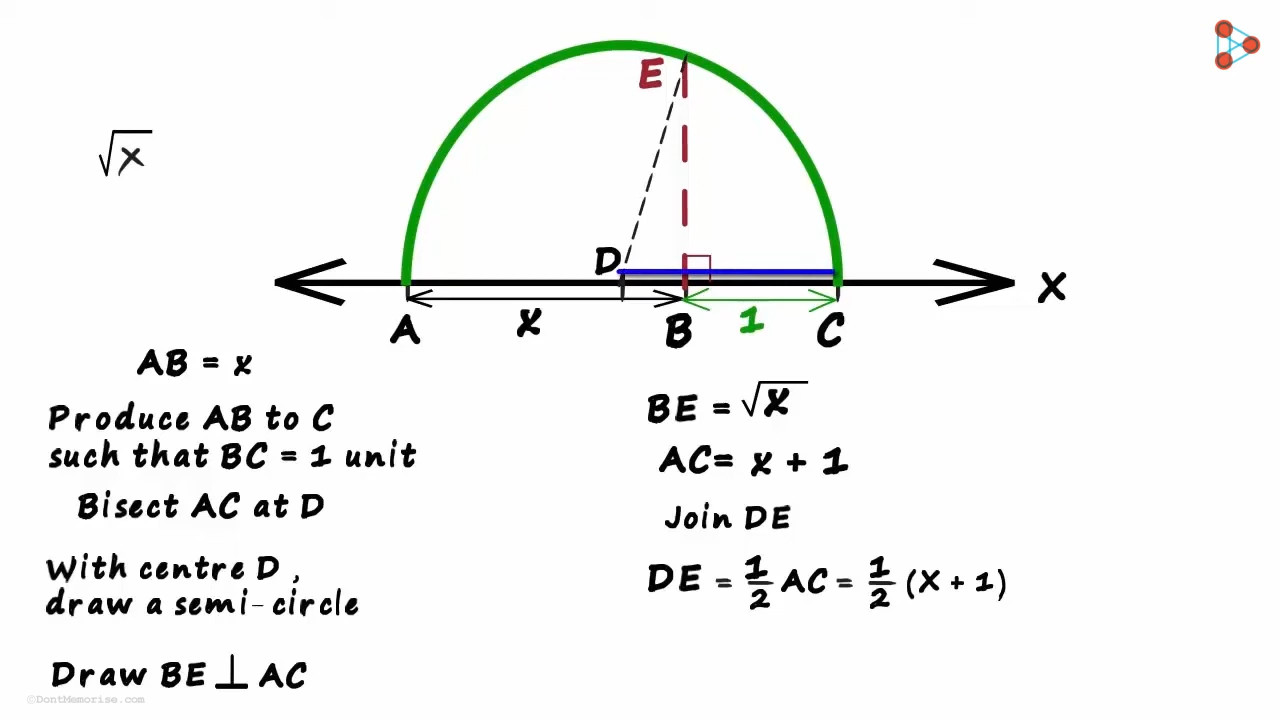 √x
E
D
X
A
x
B
1
C
AB = x
Produce AB to C
such that BC = 1 unit
Bisect AC at D
With centre D ,
draw a semi-circle
Draw BE ⊥ AC
BE = √x
AC= x + 1
Join DE
DE = 1/2 AC = 1/2 (X + 1)
©DontMemorise.com